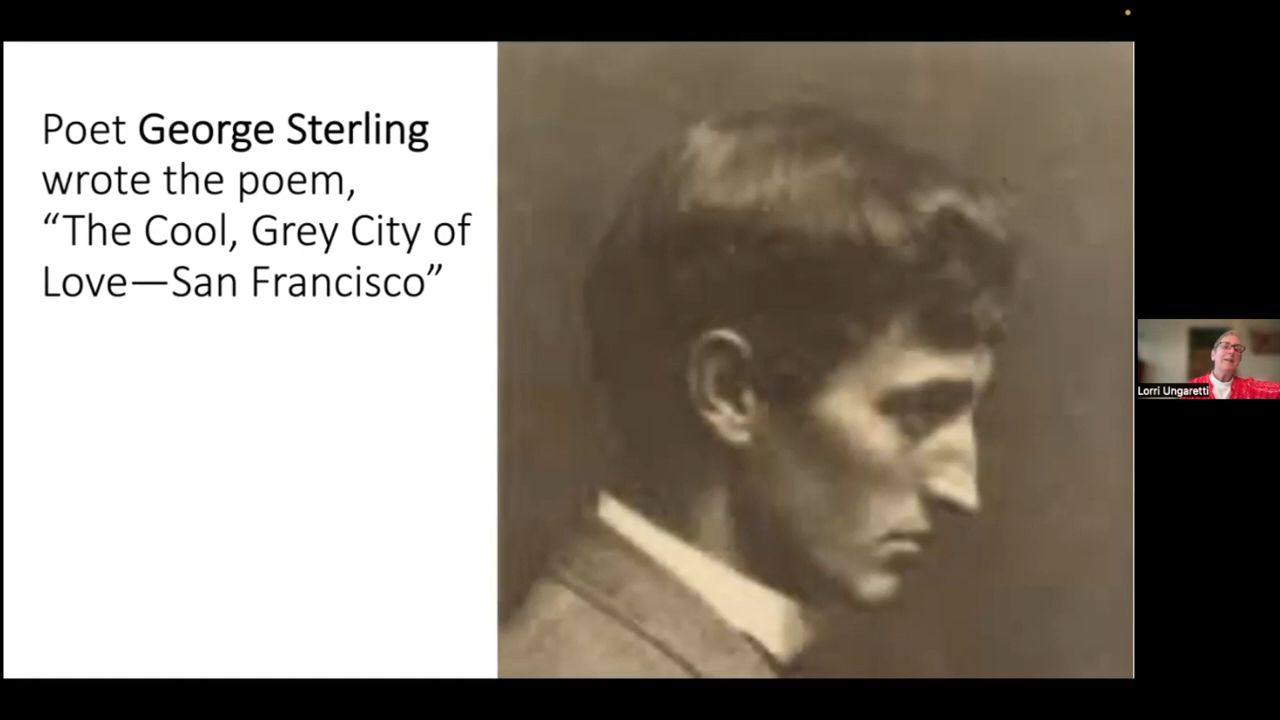 Poet George Sterling
wrote the poem,
“The Cool, Grey City of
Love—San Francisco”
Lorri Ungaretti